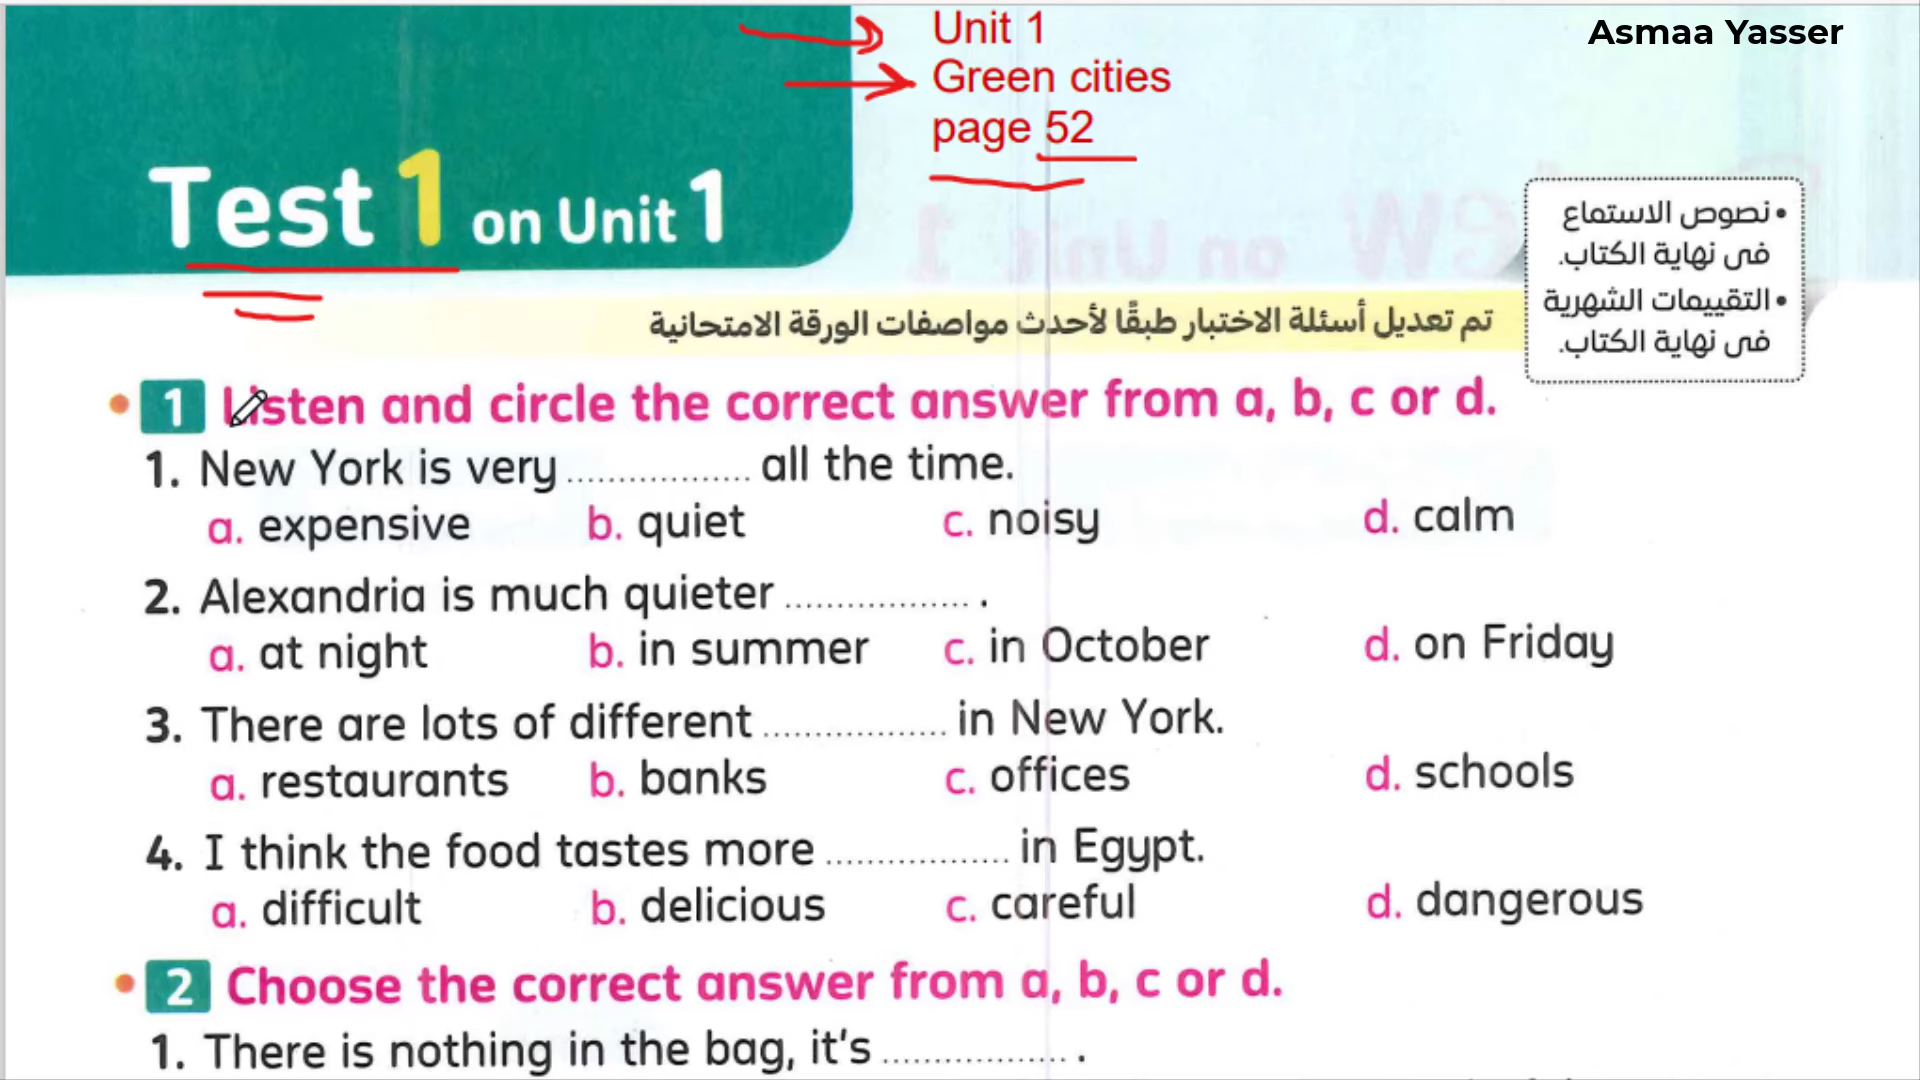 Asmaa Yasser
Unit 1
Green cities
page 52
Test 1 on Unit 1
• نصوص الاستماع
فى نهاية الكتاب.
• التقييمات الشهرية
فى نهاية الكتاب.
تم تعديل أسئلة الاختبار طبقًا لأحدث مواصفات الورقة الامتحانية
• 1 Listen and circle the correct answer from a, b, c or d.
1. New York is very ................. all the time.
a. expensive b. quiet c. noisy d. calm
2. Alexandria is much quieter ................. .
a. at night b. in summer c. in October d. on Friday
3. There are lots of different ................. in New York.
a. restaurants b. banks c. offices d. schools
4. I think the food tastes more ................. in Egypt.
a. difficult b. delicious c. careful d. dangerous
• 2 Choose the correct answer from a, b, c or d.
1. There is nothing in the bag, it's ................. .